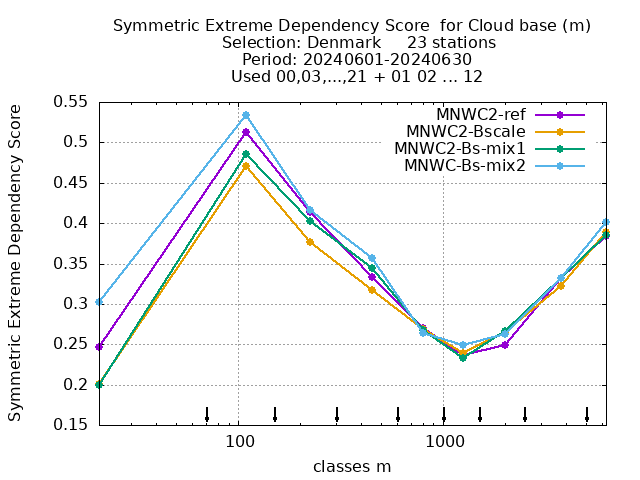 Symmetric Extreme Dependency Score  for Cloud base (m)
Selection: Denmark     23 stations
Period: 20240601-20240630
Used 00,03,...,21 + 01 02 ... 12
Symmetric Extreme Dependency Score
0.55
0.5
0.45
0.4
0.35
0.3
0.25
0.2
0.15
MNWC2-ref
MNWC2-Bscale
MNWC2-Bs-mix1
MNWC-Bs-mix2
100
1000
classes m